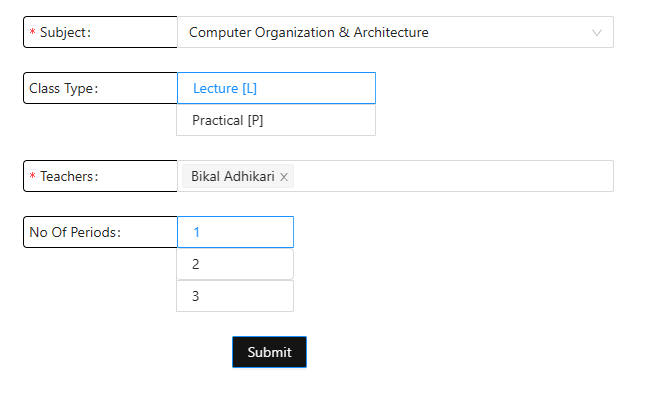 * Subject: Computer Organization & Architecture
Class Type: Lecture [L]
Practical [P]
* Teachers: Bikal Adhikari ×
No Of Periods: 1
2
3
Submit